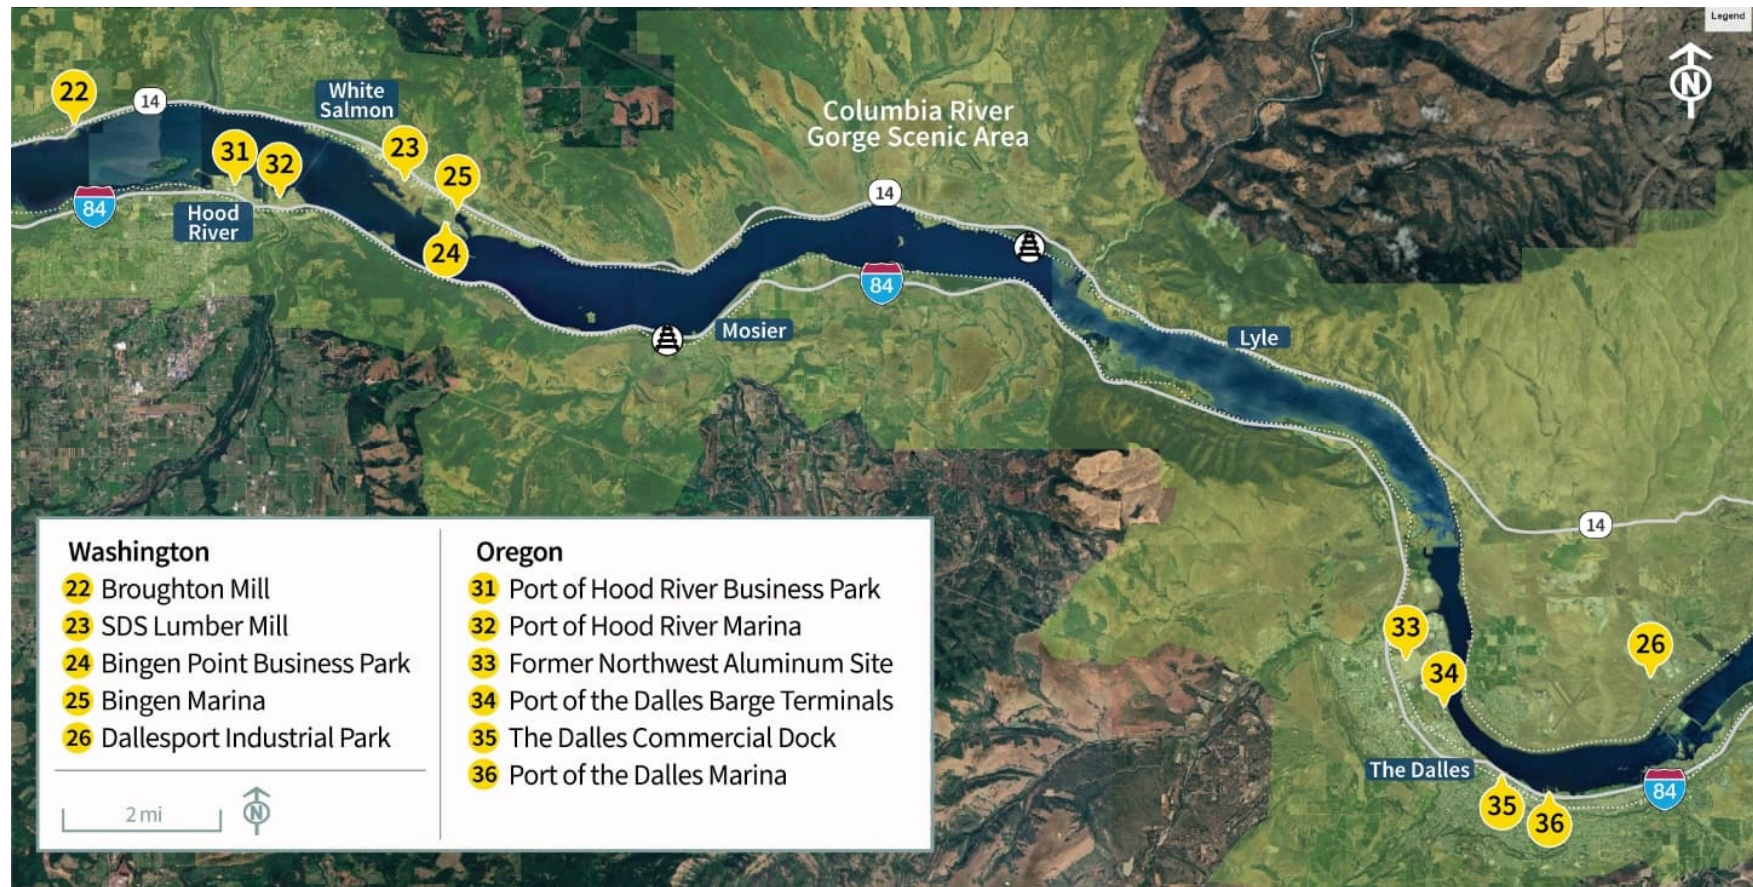 Legend
N
22
14
White
Salmon
Columbia River
Gorge Scenic Area
31
32
23
25
14
84
Hood
River
24
84
Mosier
Lyle
14
33
26
34
The Dalles
84
35
36
Washington
22 Broughton Mill
23 SDS Lumber Mill
24 Bingen Point Business Park
25 Bingen Marina
26 Dallesport Industrial Park
2 mi
N
Oregon
31 Port of Hood River Business Park
32 Port of Hood River Marina
33 Former Northwest Aluminum Site
34 Port of the Dalles Barge Terminals
35 The Dalles Commercial Dock
36 Port of the Dalles Marina